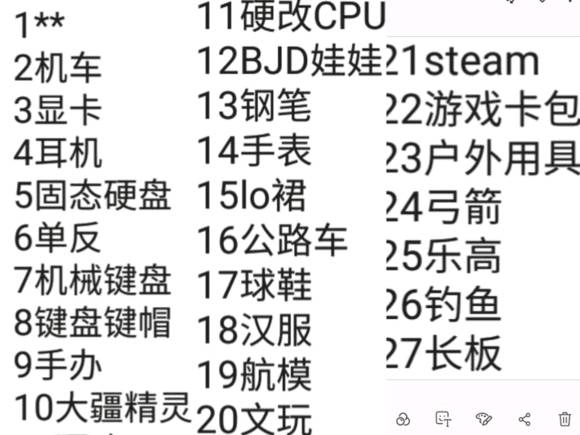 1**
2机车
3显卡
4耳机
5固态硬盘
6单反
7机械键盘
8键盘键帽
9手办
10大疆精灵
11硬改CPU
12BJD娃娃
13钢笔
14手表
15lo裙
16公路车
17球鞋
18汉服
19航模
20文玩
21steam
22游戏卡包
23户外用具
24弓箭
25乐高
26钓鱼
27长板